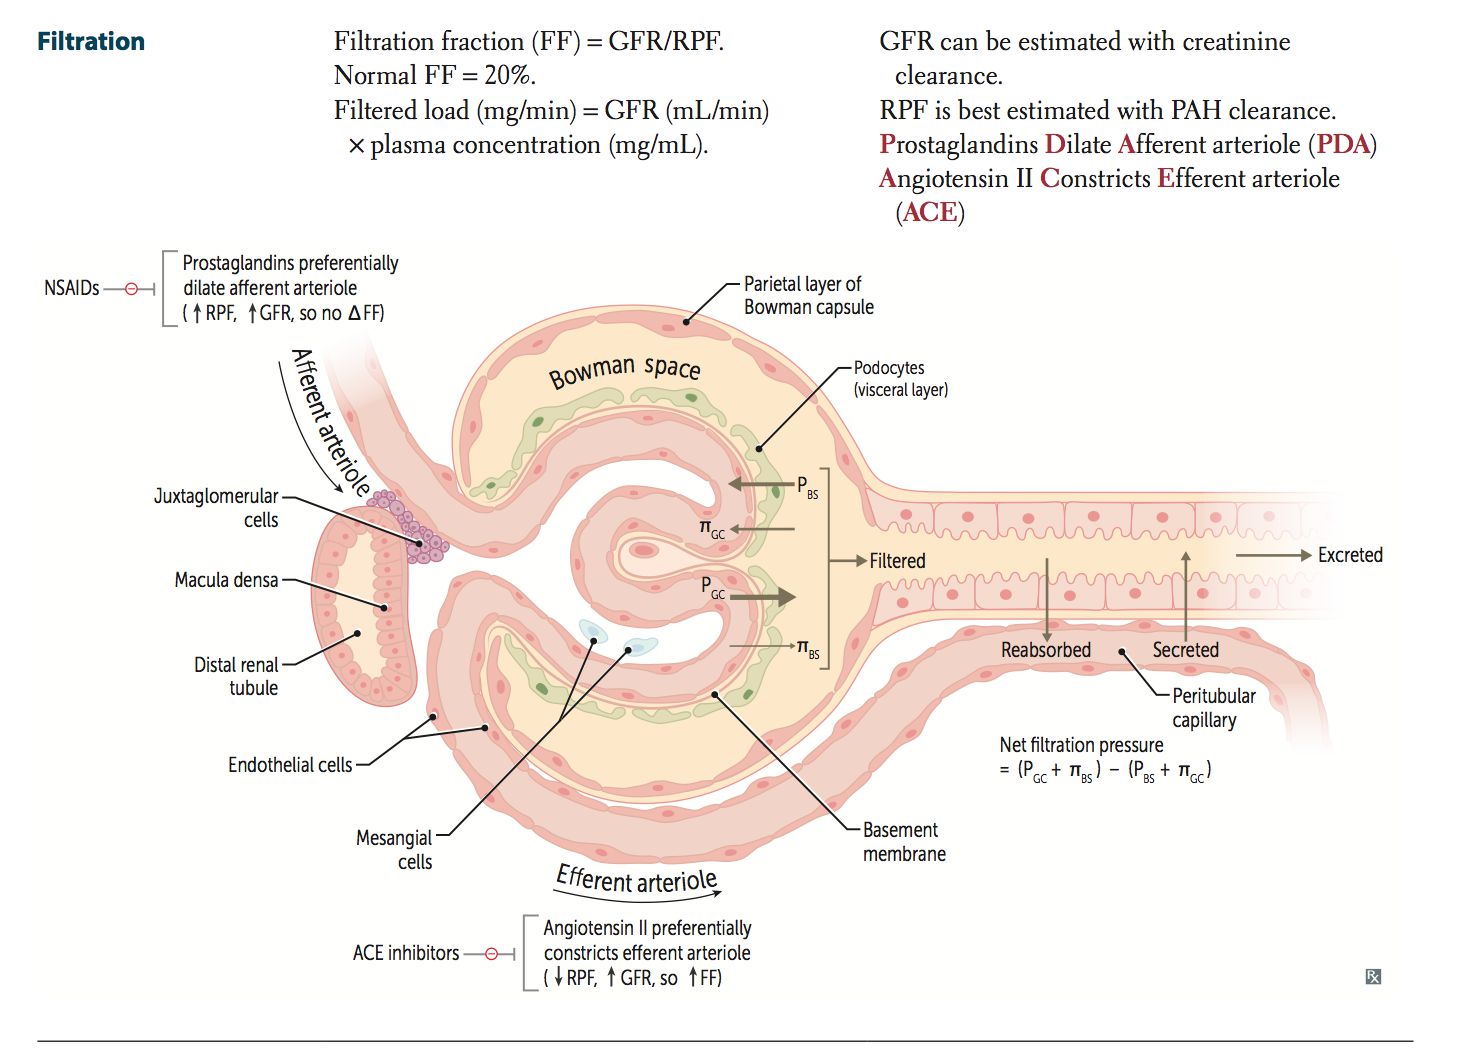 Filtration
Filtration fraction (FF) = GFR/RPF.
Normal FF = 20%.
Filtered load (mg/min) = GFR (mL/min)
× plasma concentration (mg/mL).
GFR can be estimated with creatinine
clearance.
RPF is best estimated with PAH clearance.
Prostaglandins Dilate Afferent arteriole (PDA)
Angiotensin II Constricts Efferent arteriole
(ACE)
NSAIDs
Prostaglandins preferentially
dilate afferent arteriole
(↑RPF, ↑GFR, so no ΔFF)
Afferent arteriole
Parietal layer of
Bowman capsule
Bowman space
Podocytes
(visceral layer)
Juxtaglomerular
cells
Macula densa
Distal renal
tubule
Endothelial cells
Mesangial
cells
P_BS
π_GC
P_GC
π_BS
Filtered
Excreted
Reabsorbed
Secreted
Peritubular
capillary
Net filtration pressure
= (P_GC + π_BS) − (P_BS + π_GC)
Basement
membrane
Efferent arteriole
ACE inhibitors
Angiotensin II preferentially
constricts efferent arteriole
(↓RPF, ↑GFR, so ↑FF)
Rx